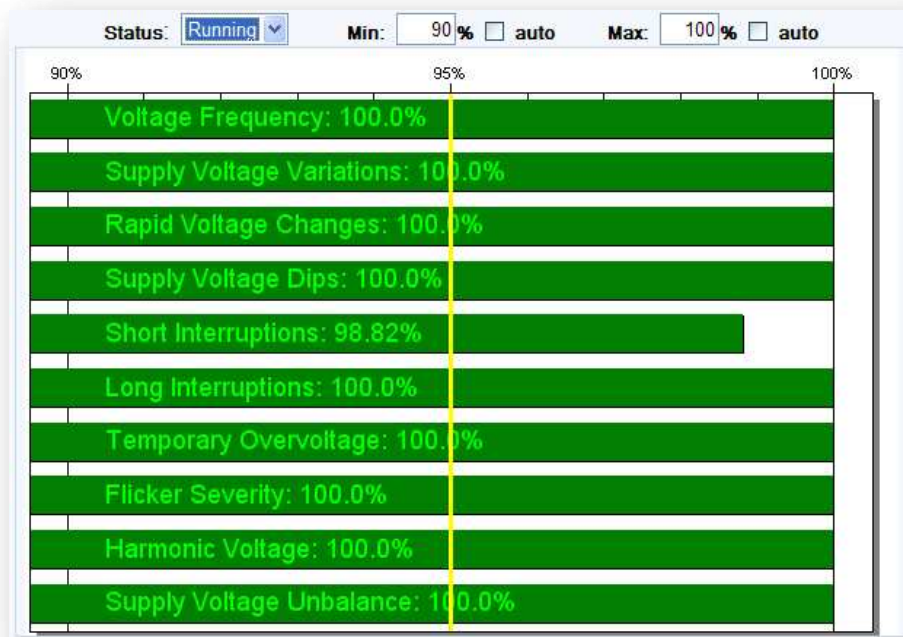 Status: Running Min: 90 % auto Max: 100 % auto
90% 95% 100%
Voltage Frequency: 100.0%
Supply Voltage Variations: 100.0%
Rapid Voltage Changes: 100.0%
Supply Voltage Dips: 100.0%
Short Interruptions: 98.82%
Long Interruptions: 100.0%
Temporary Overvoltage: 100.0%
Flicker Severity: 100.0%
Harmonic Voltage: 100.0%
Supply Voltage Unbalance: 100.0%